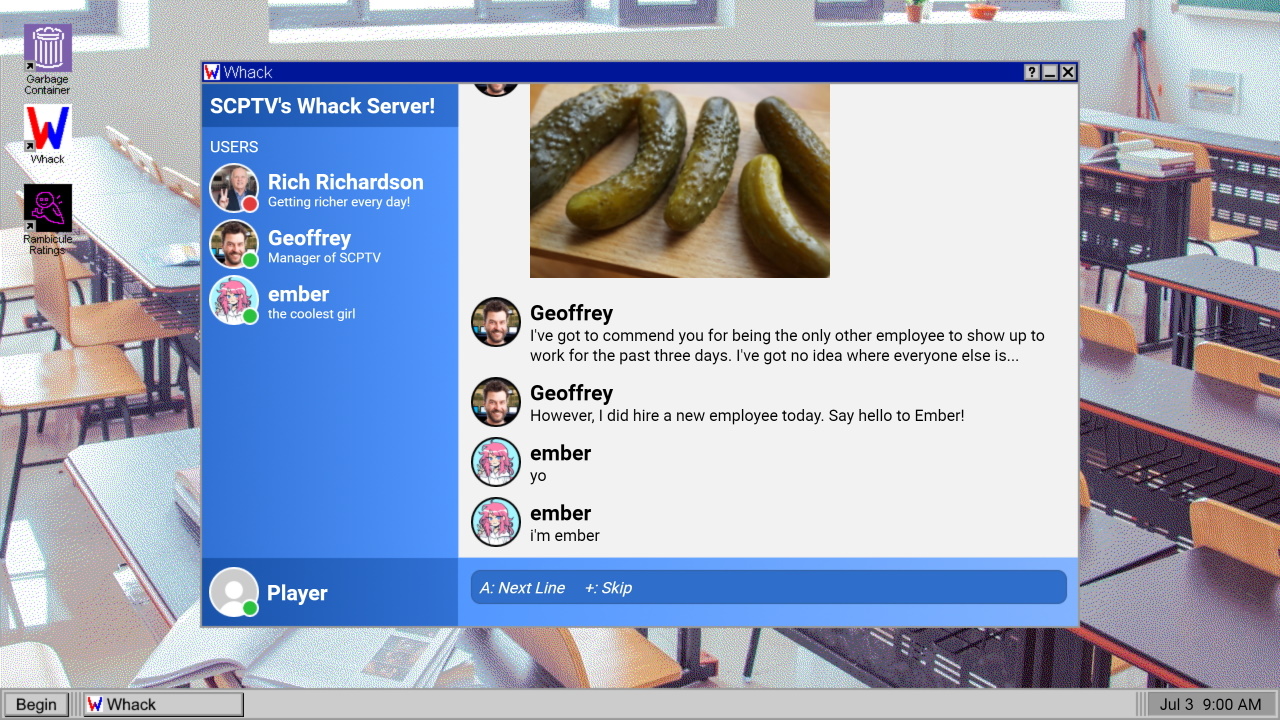 Garbage
Container
Whack
Rambicule
Ratings
Whack
SCPTV's Whack Server!
USERS
Rich Richardson
Getting richer every day!
Geoffrey
Manager of SCPTV
ember
the coolest girl
Player
Geoffrey
I've got to commend you for being the only other employee to show up to
work for the past three days. I've got no idea where everyone else is...
Geoffrey
However, I did hire a new employee today. Say hello to Ember!
ember
yo
ember
i'm ember
A: Next Line +: Skip
Begin
Whack
Jul 3 9:00 AM